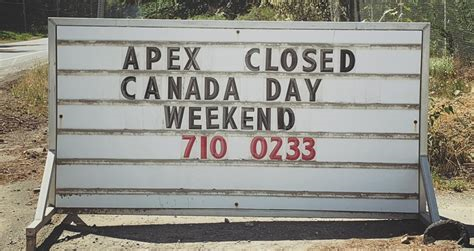 APEX CLOSED
CANADA DAY
WEEKEND
710 0233